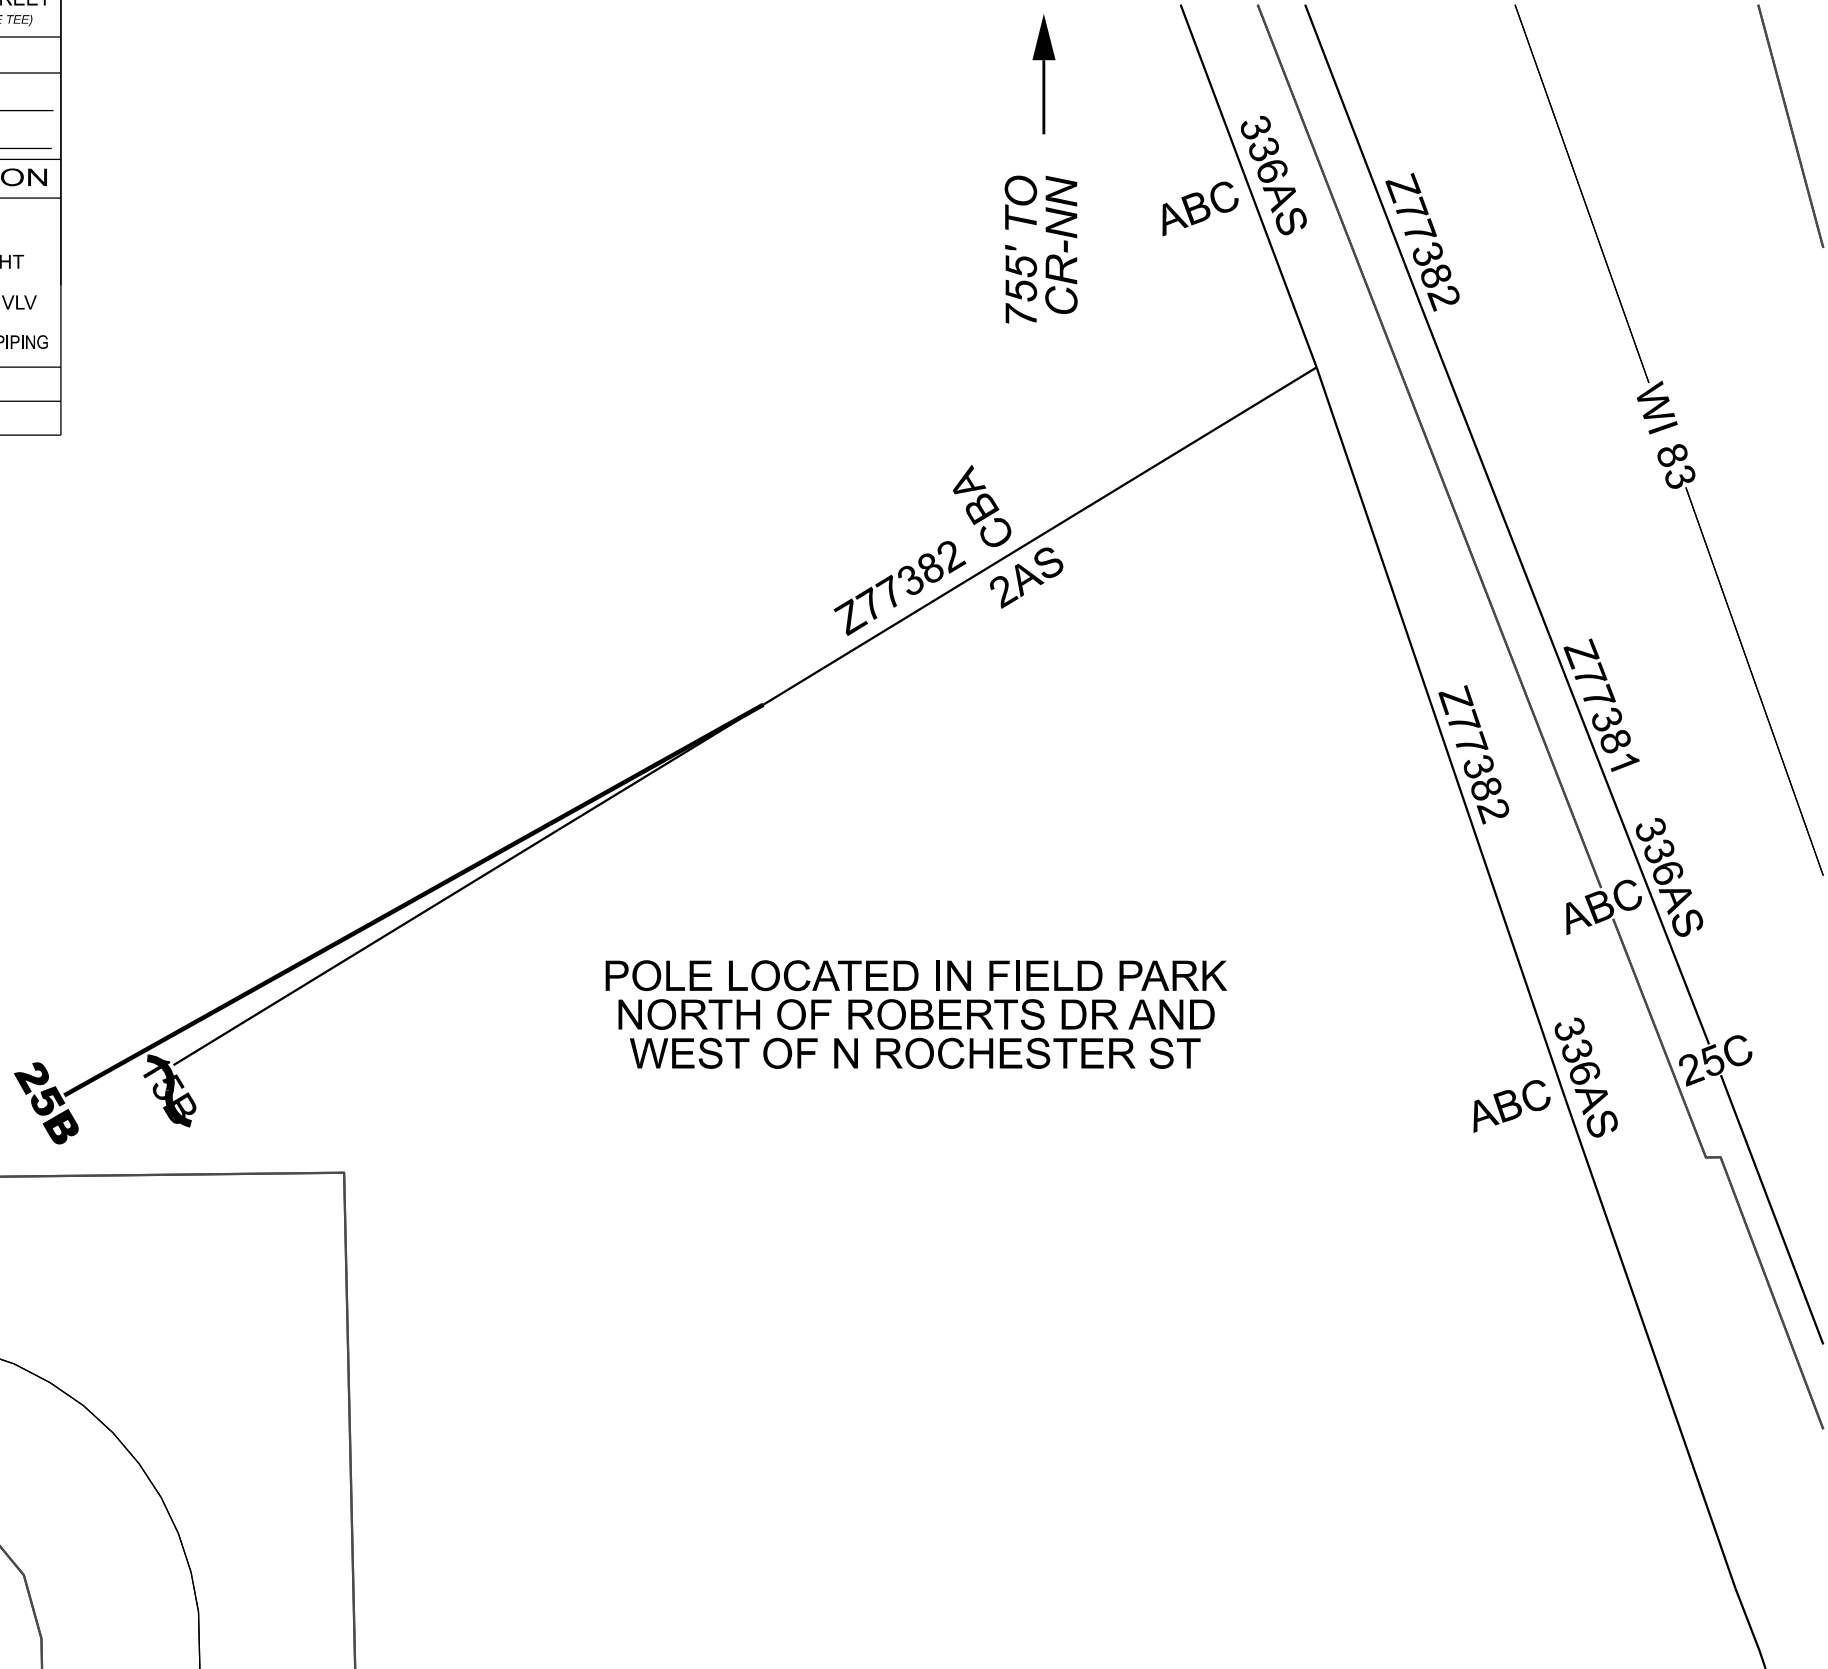 TEE)
ON
HT
VLV
PIPING
755' TO
CR-NN
336AS
ABC
Z77382
WI 83
CBA
Z77382
2AS
Z77381
Z77382
336AS
ABC
POLE LOCATED IN FIELD PARK
NORTH OF ROBERTS DR AND
WEST OF N ROCHESTER ST
336AS
ABC
25C
25B